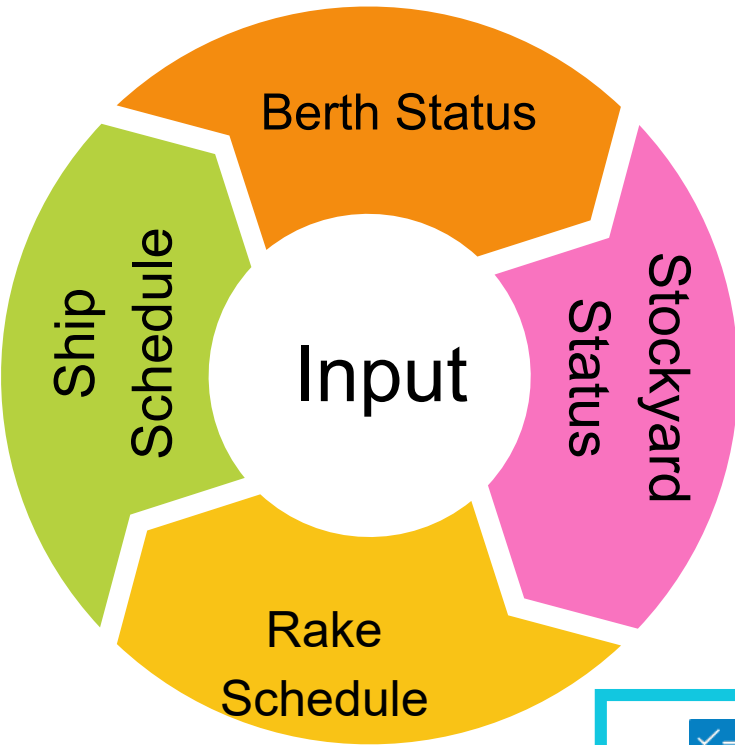 Berth Status
Ship
Schedule
Input
Stockyard
Status
Rake
Schedule